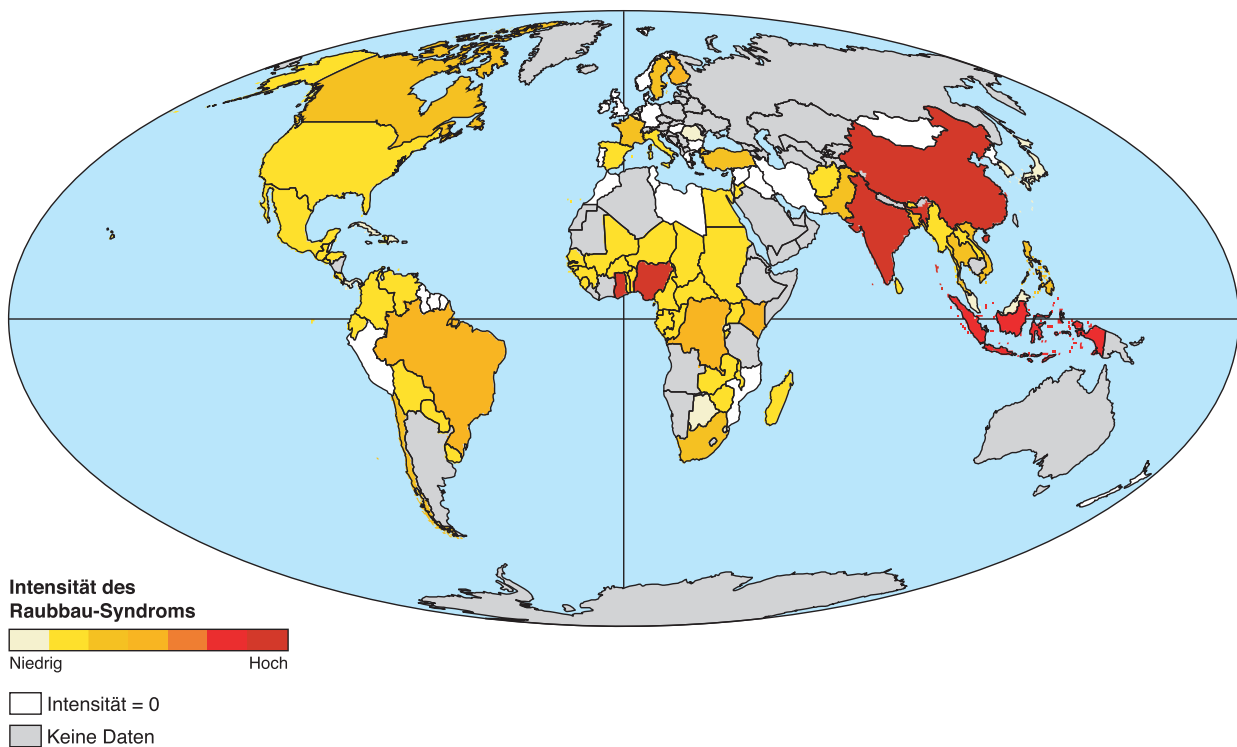 Intensität des
Raubbau-Syndroms
Niedrig Hoch
Intensität = 0
Keine Daten